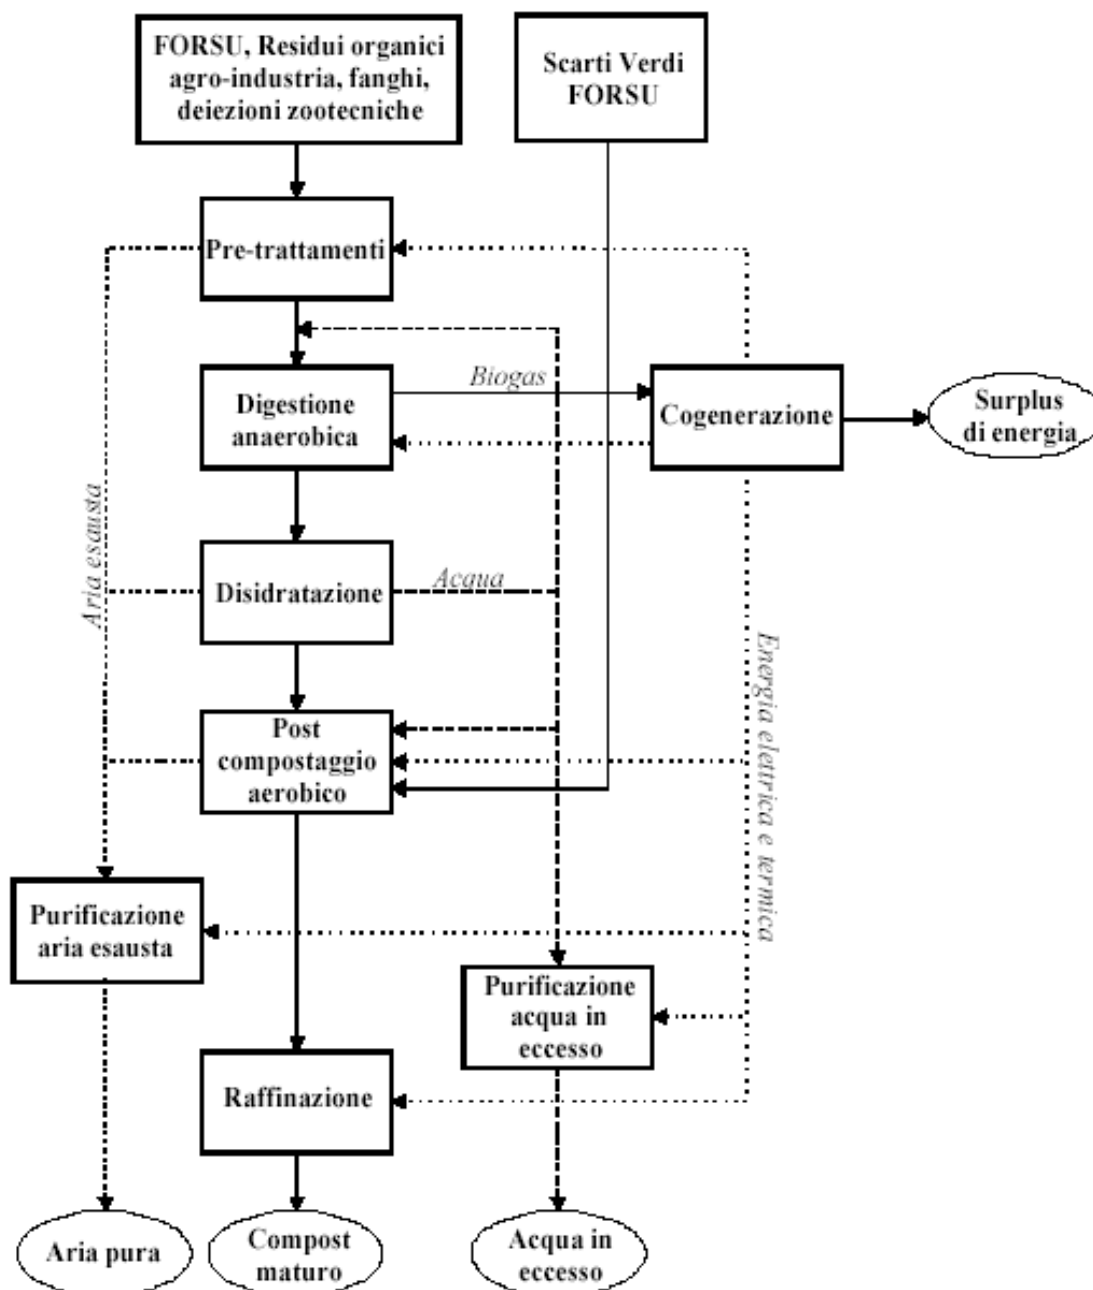 FORSU, Residui organici
agro-industria, fanghi,
deiezioni zootecniche
Scarti Verdi
FORSU
Pre-trattamenti
Biogas
Digestione
anaerobica
Cogenerazione
Surplus
di energia
Aria esausta
Disidratazione
Acqua
Energia elettrica e termica
Post
compostaggio
aerobico
Purificazione
aria esausta
Purificazione
acqua in
eccesso
Raffinazione
Aria pura
Compost
maturo
Acqua in
eccesso